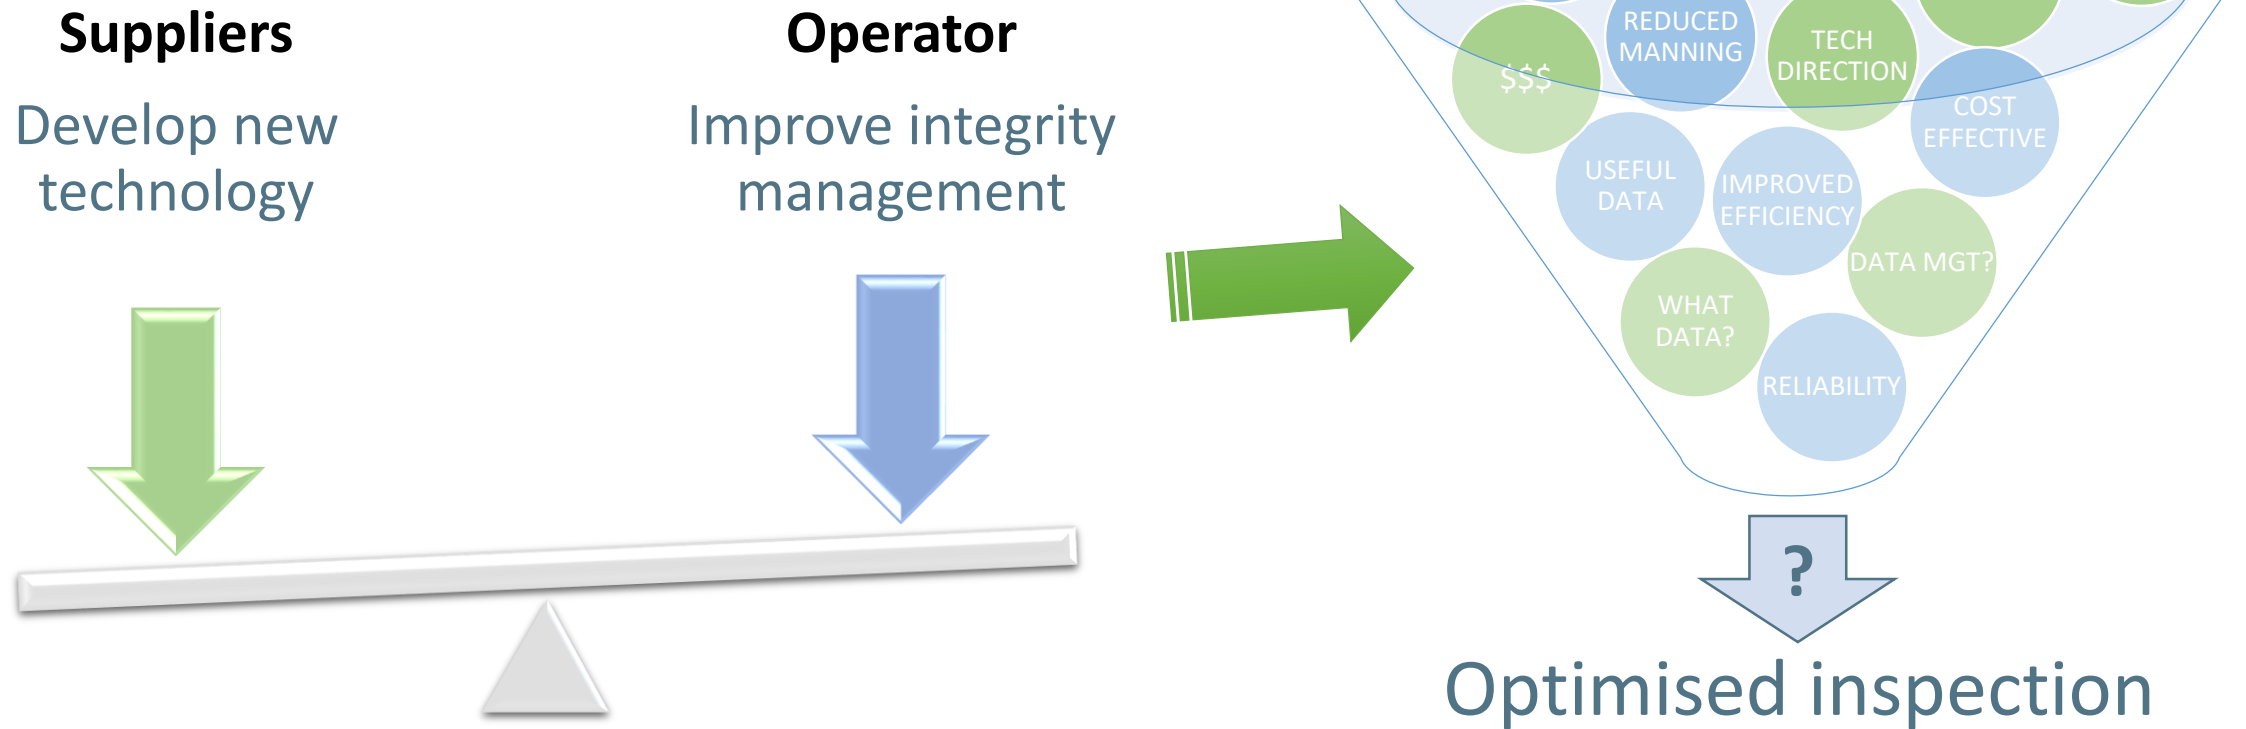 Suppliers
Develop new
technology
Operator
Improve integrity
management
REDUCED
MANNING
TECH
DIRECTION
$$$
COST
EFFECTIVE
USEFUL
DATA
IMPROVED
EFFICIENCY
DATA MGT?
WHAT
DATA?
RELIABILITY
?
Optimised inspection